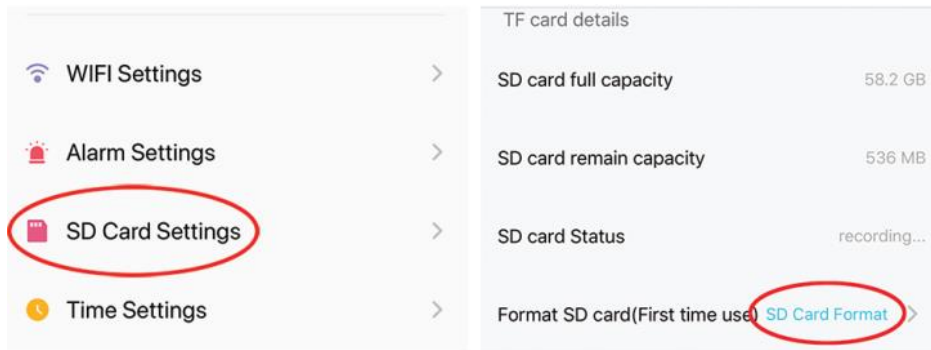 WIFI Settings
Alarm Settings
SD Card Settings
Time Settings
TF card details
SD card full capacity 58.2 GB
SD card remain capacity 536 MB
SD card Status recording...
Format SD card(First time use) SD Card Format